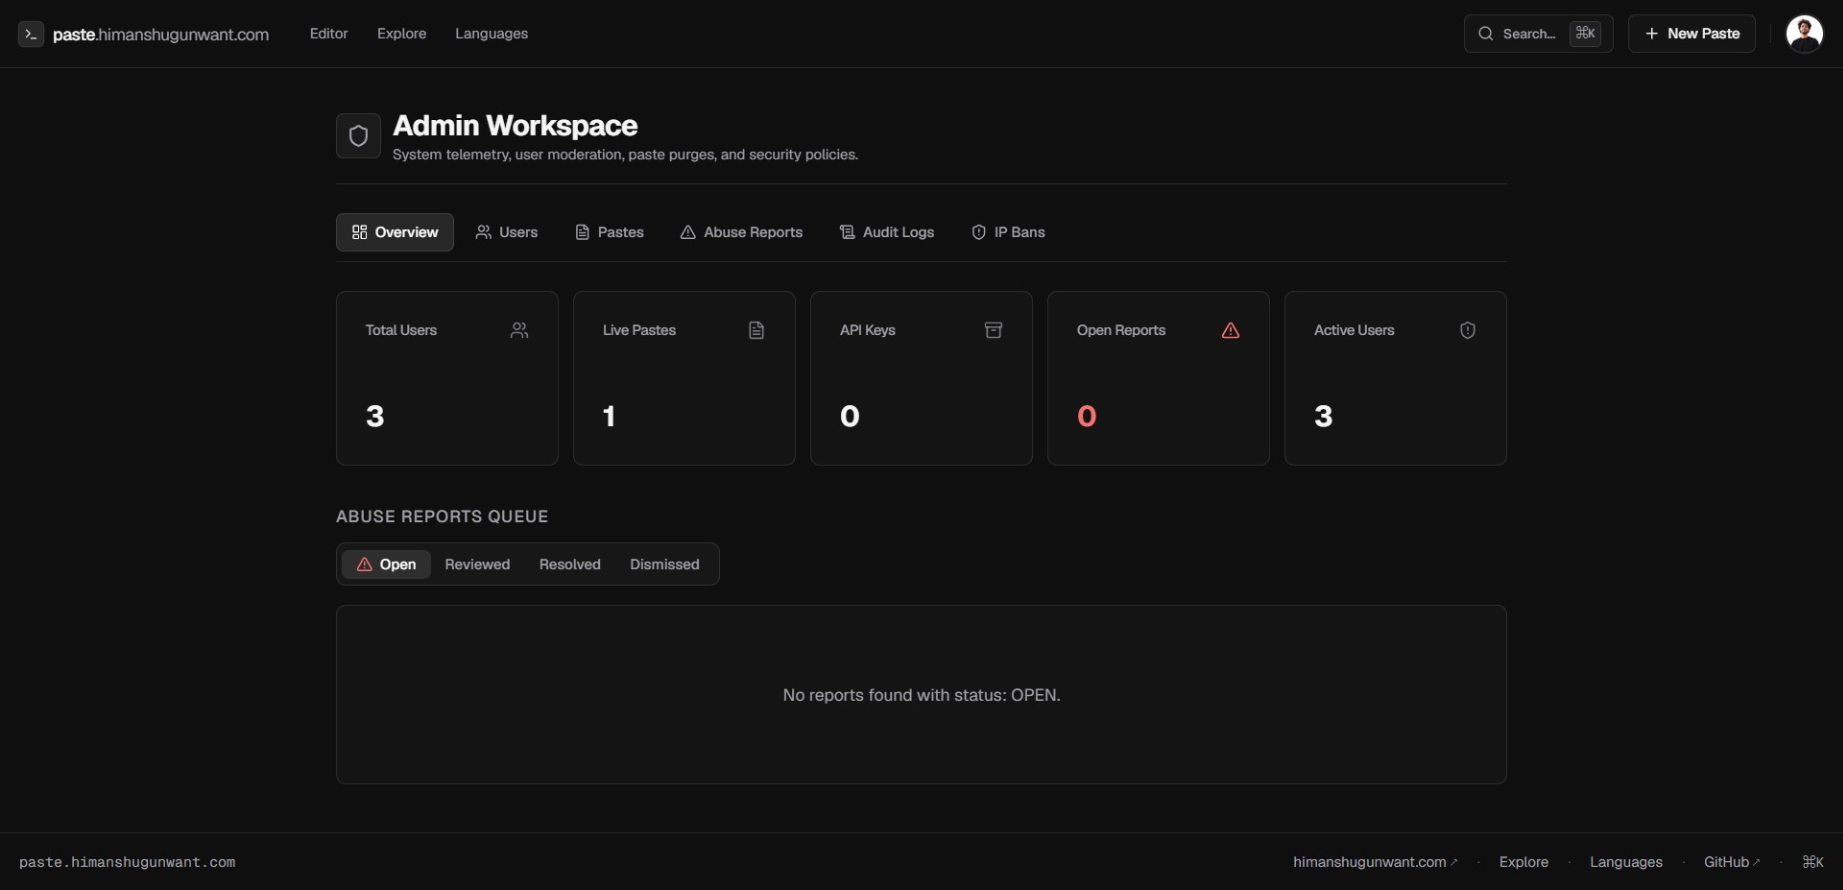 paste.himanshugunwant.com
Editor
Explore
Languages
Search...
⌘K
+ New Paste
Admin Workspace
System telemetry, user moderation, paste purges, and security policies.
Overview
Users
Pastes
Abuse Reports
Audit Logs
IP Bans
Total Users
3
Live Pastes
1
API Keys
0
Open Reports
0
Active Users
3
ABUSE REPORTS QUEUE
Open
Reviewed
Resolved
Dismissed
No reports found with status: OPEN.
paste.himanshugunwant.com
himanshugunwant.com↗ · Explore · Languages · GitHub↗ · ⌘K